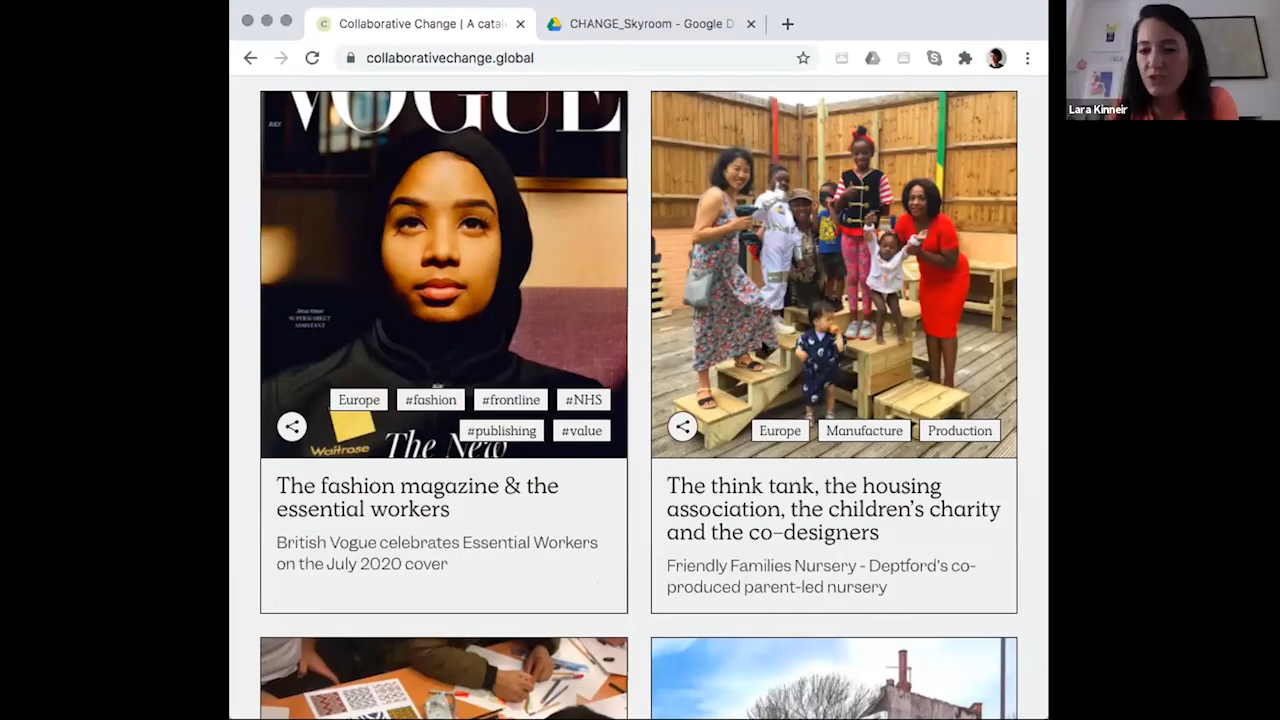 Collaborative Change | A catal
CHANGE_Skyroom - Google D
collaborativechange.global
Lara Kinneir
VOGUE
JULY
SUPERMARKET
ASSISTANT
Europe #fashion #frontline #NHS
#publishing #value
Waitrose
The New
The fashion magazine & the
essential workers
British Vogue celebrates Essential Workers
on the July 2020 cover
Europe Manufacture Production
The think tank, the housing
association, the children's charity
and the co-designers
Friendly Families Nursery - Deptford's co-
produced parent-led nursery